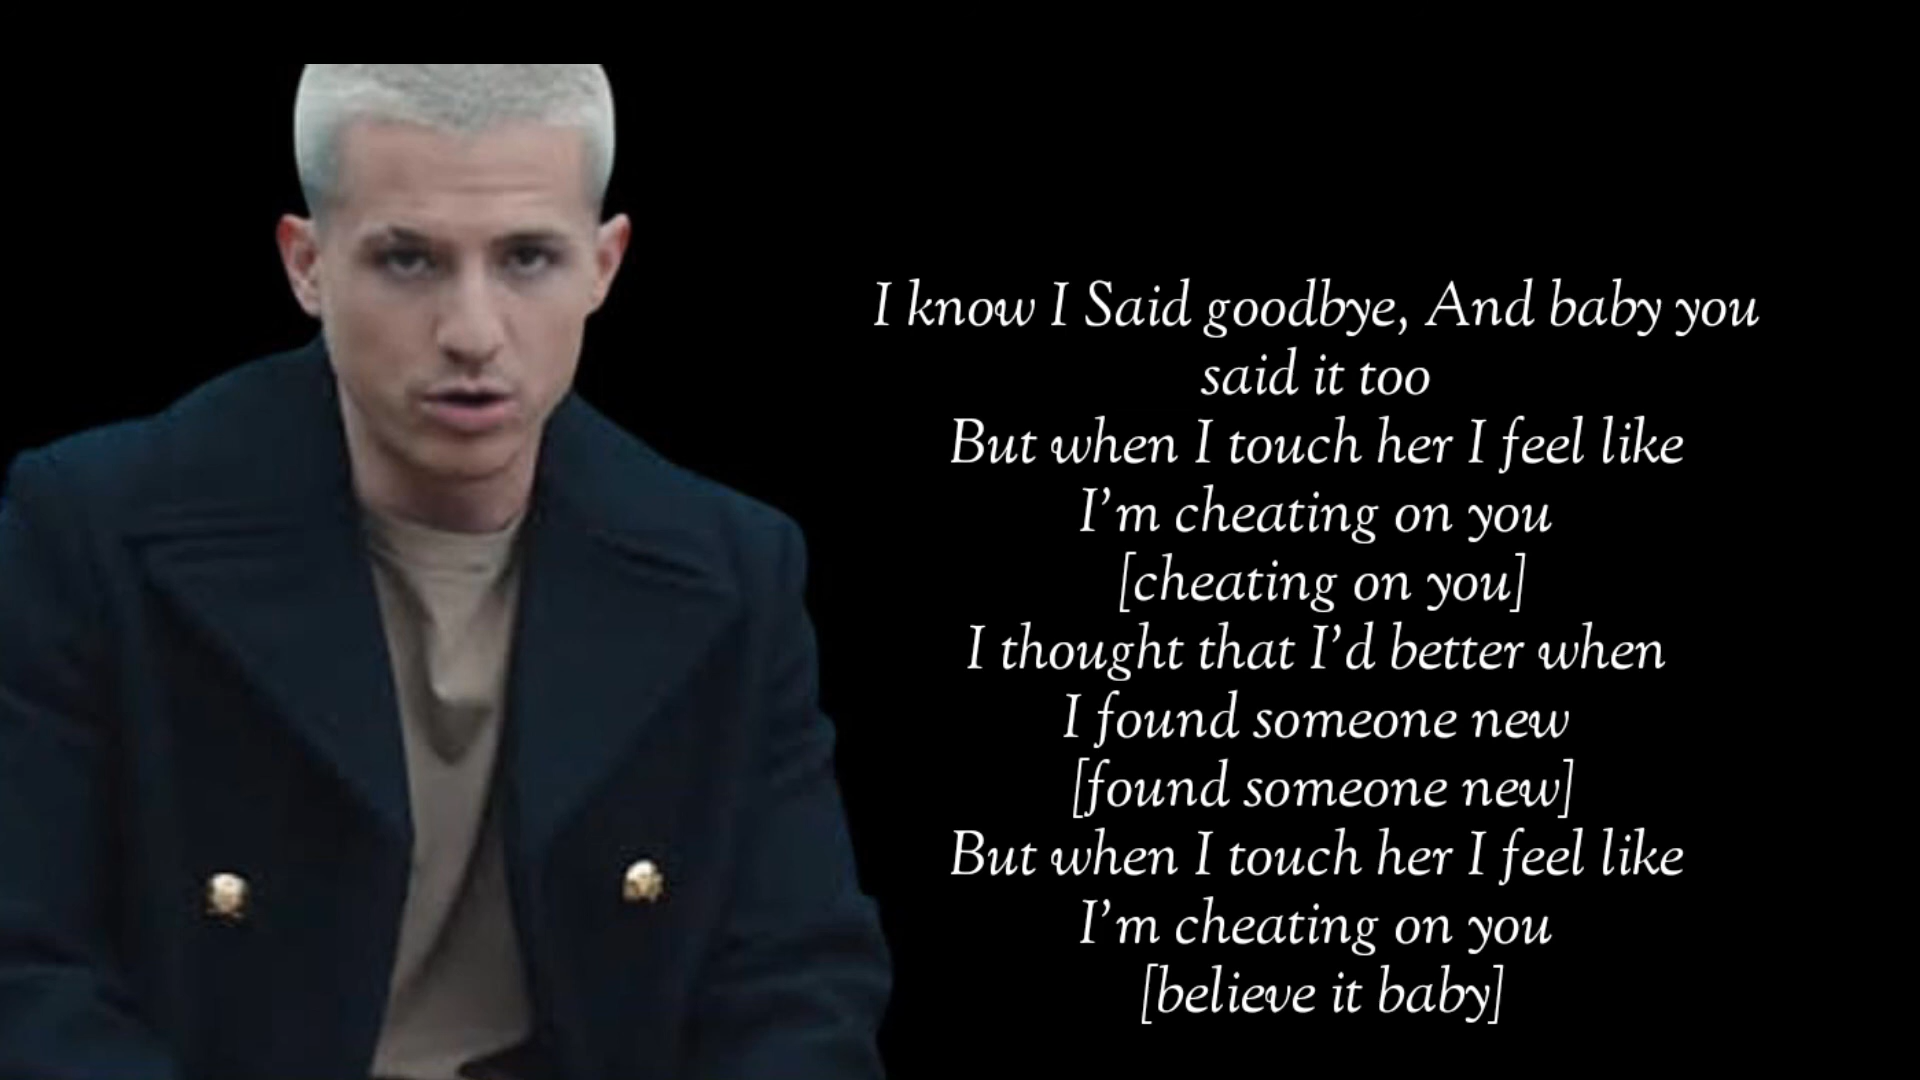 I know I Said goodbye, And baby you
said it too
But when I touch her I feel like
I’m cheating on you
[cheating on you]
I thought that I’d better when
I found someone new
[found someone new]
But when I touch her I feel like
I’m cheating on you
[believe it baby]